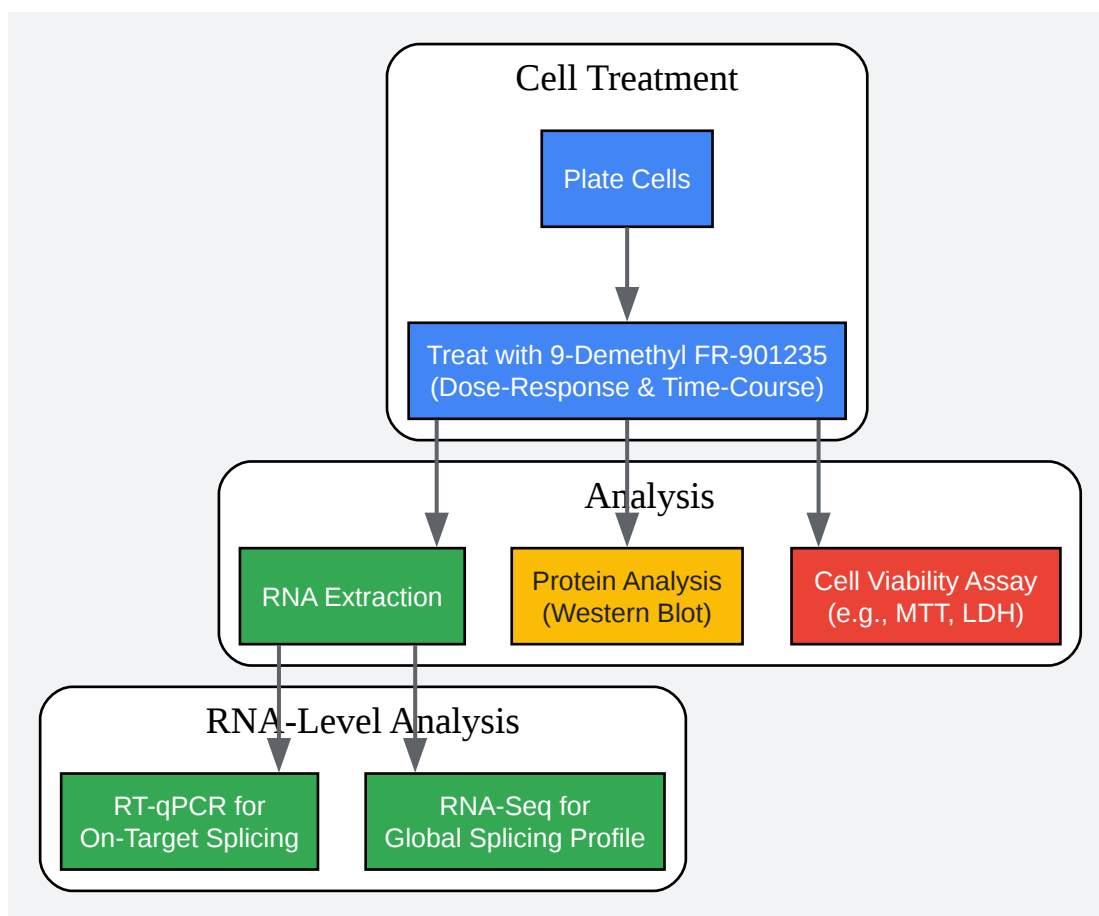 Cell Treatment
Plate Cells
Treat with 9-Demethyl FR-901235
(Dose-Response & Time-Course)
Analysis
RNA Extraction
Protein Analysis
(Western Blot)
Cell Viability Assay
(e.g., MTT, LDH)
RNA-Level Analysis
RT-qPCR for
On-Target Splicing
RNA-Seq for
Global Splicing Profile